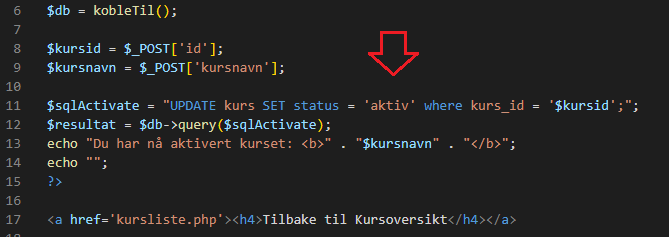 6 $db = kobleTil();
7
8 $kursid = $_POST['id'];
9 $kursnavn = $_POST['kursnavn'];
10
11 $sqlActivate = "UPDATE kurs SET status = 'aktiv' where kurs_id = '$kursid';";
12 $resultat = $db->query($sqlActivate);
13 echo "Du har nå aktivert kurset: <b>" . "$kursnavn" . "</b>";
14 echo "";
15 ?>
16
17 <a href='kursliste.php'><h4>Tilbake til Kursoversikt</h4></a>